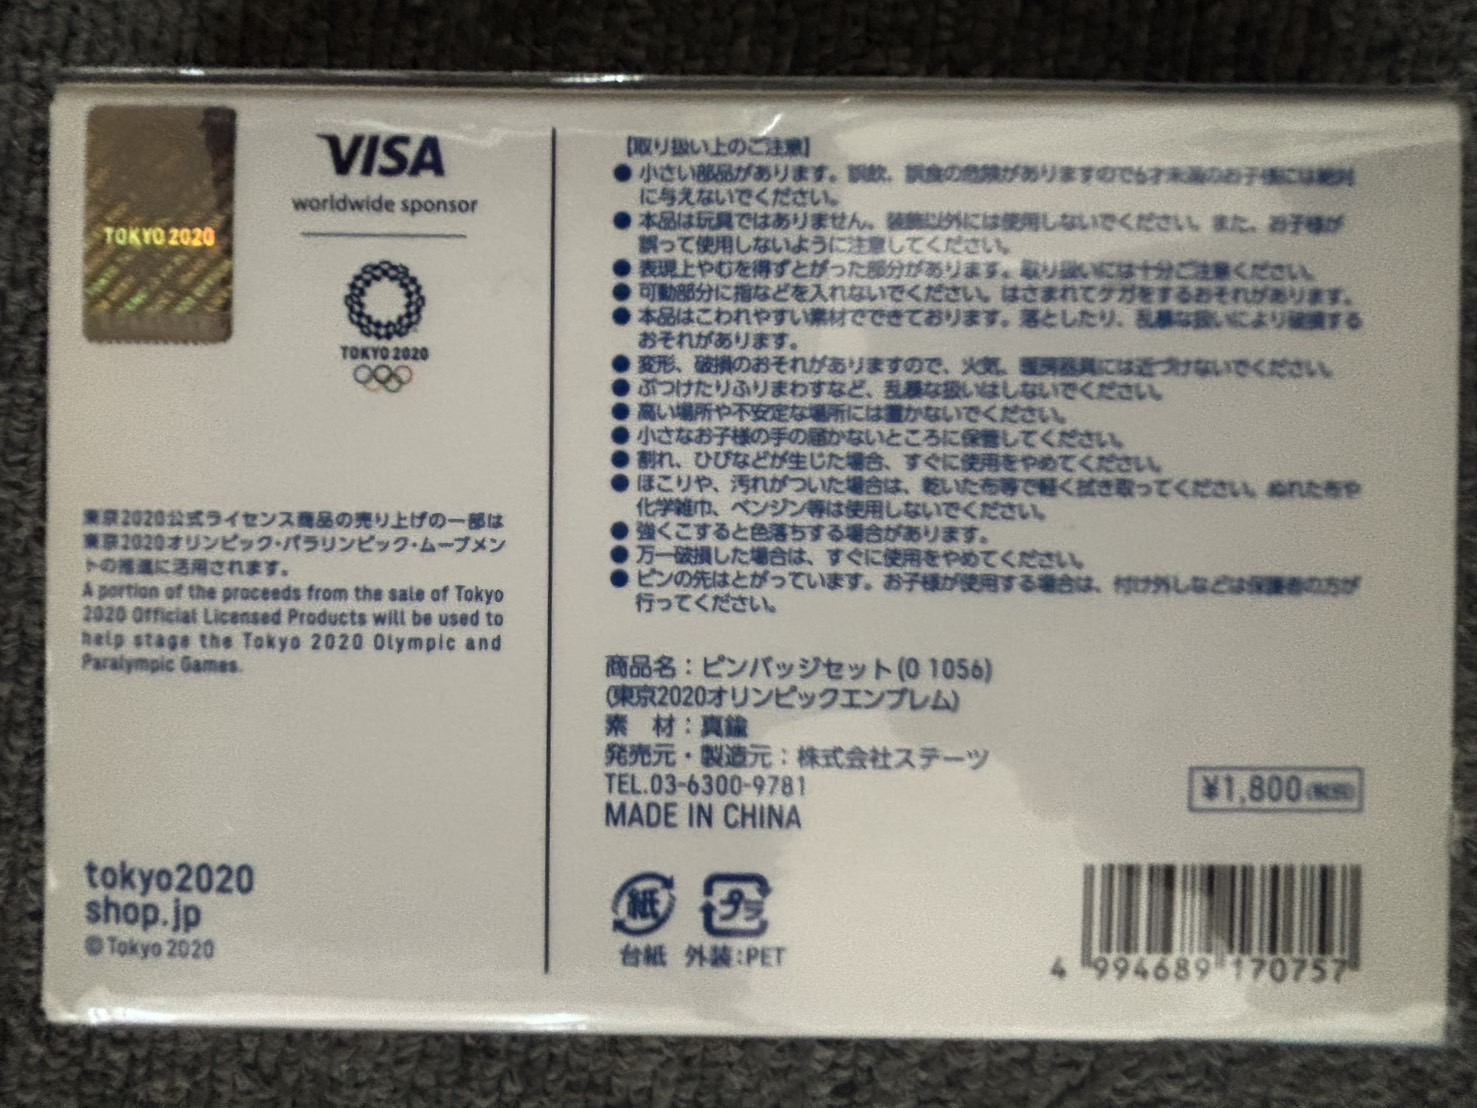 TOKYO 2020
VISA
worldwide sponsor
TOKYO 2020
東京2020公式ライセンス商品の売り上げの一部は
東京2020オリンピック・パラリンピック・ムーブメン
トの推進に活用されます。
A portion of the proceeds from the sale of Tokyo
2020 Official Licensed Products will be used to
help stage the Tokyo 2020 Olympic and
Paralympic Games.
tokyo2020
shop.jp
©Tokyo 2020
【取り扱い上のご注意】
●小さい部品があります。誤飲、誤食の危険がありますので6才未満のお子様には絶対
に与えないでください。
●本品は玩具ではありません。装飾以外には使用しないでください。また、お子様が
誤って使用しないように注意してください。
●表現上やむを得ずとがった部分があります。取り扱いには十分ご注意ください。
●可動部分に指などを入れないでください。はさまれてケガをするおそれがあります。
●本品はこわれやすい素材でできております。落としたり、乱暴な扱いにより破損する
おそれがあります。
●変形、破損のおそれがありますので、火気、暖房器具には近づけないでください。
●ぶつけたりふりまわすなど、乱暴な扱いはしないでください。
●高い場所や不安定な場所には置かないでください。
●小さなお子様の手の届かないところに保管してください。
●割れ、ひびなどが生じた場合、すぐに使用をやめてください。
●ほこりや、汚れがついた場合は、乾いた布等で軽く拭き取ってください。ぬれた布や
化学雑巾、ベンジン等は使用しないでください。
●強くこすると色落ちする場合があります。
●万一破損した場合は、すぐに使用をやめてください。
●ピンの先はとがっています。お子様が使用する場合は、付け外しなどは保護者の方が
行ってください。
商品名：ピンバッジセット(O 1056)
(東京2020オリンピックエンブレム)
素　材：真鍮
発売元・製造元：株式会社ステーツ
TEL.03-6300-9781
MADE IN CHINA
¥1,800(税別)
紙 プラ
台紙 外装:PET
4 994689 170757